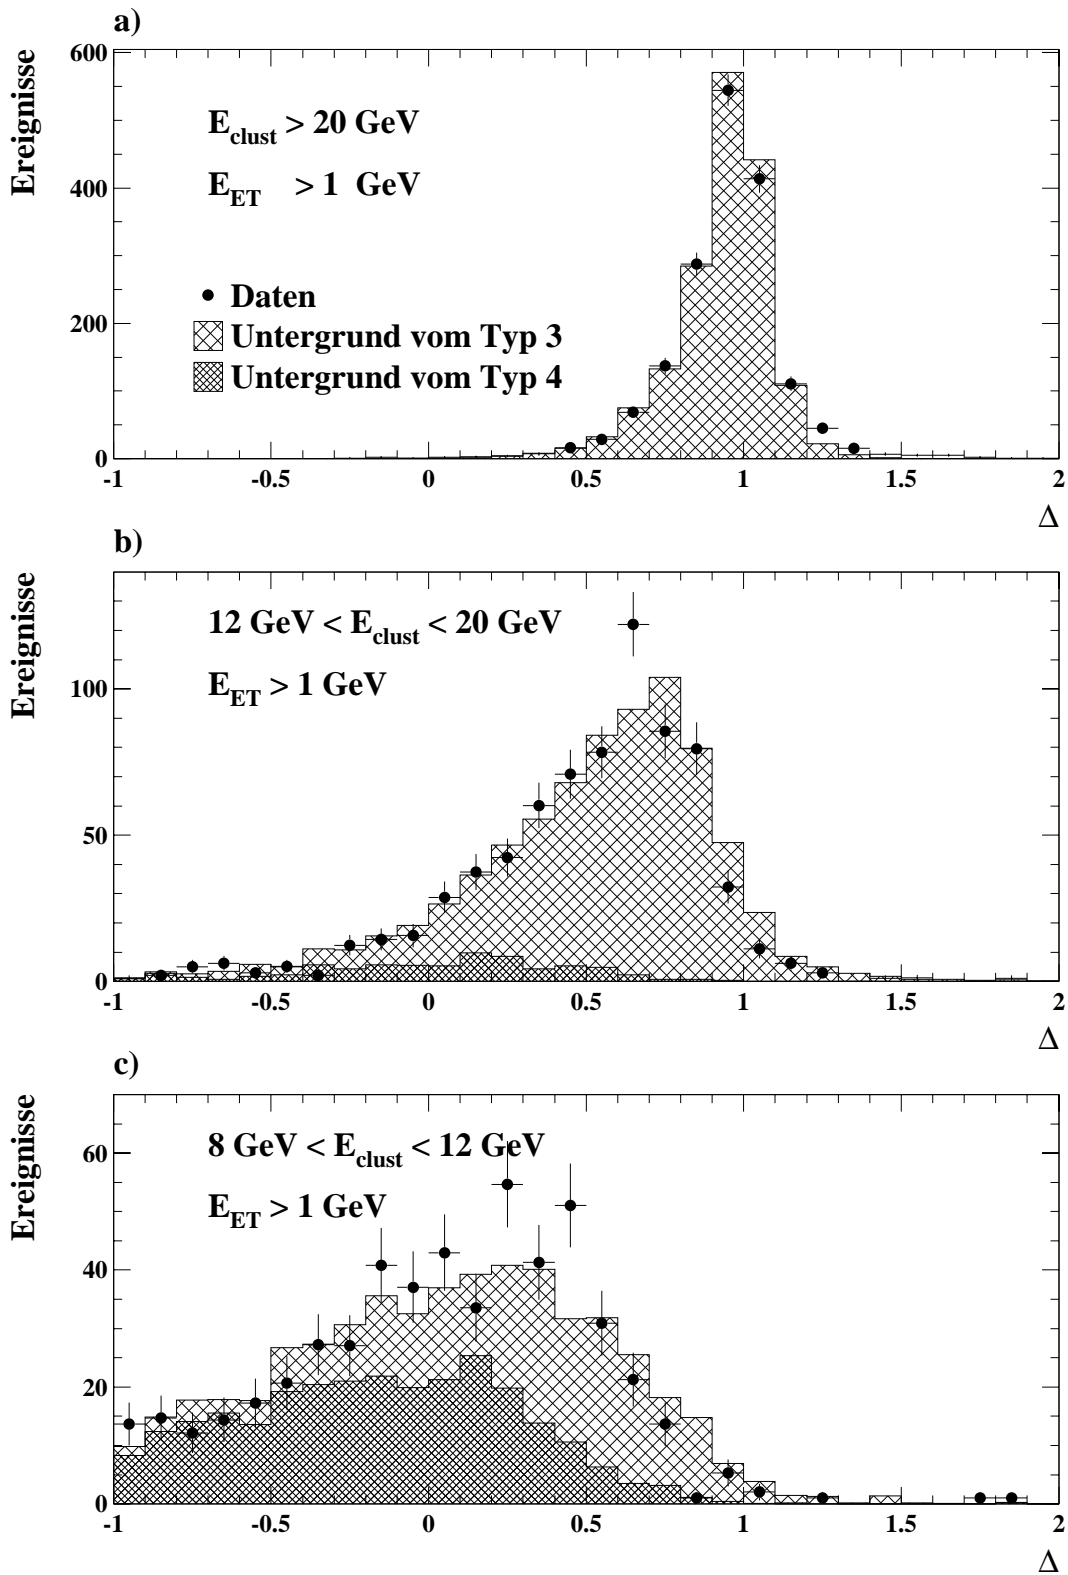 a)
Ereignisse
600
400
200
0
E_clust > 20 GeV
E_ET > 1 GeV
Daten
Untergrund vom Typ 3
Untergrund vom Typ 4
-1 -0.5 0 0.5 1 1.5 2
Δ
b)
Ereignisse
100
50
0
12 GeV < E_clust < 20 GeV
E_ET > 1 GeV
-1 -0.5 0 0.5 1 1.5 2
Δ
c)
Ereignisse
60
40
20
0
8 GeV < E_clust < 12 GeV
E_ET > 1 GeV
-1 -0.5 0 0.5 1 1.5 2
Δ